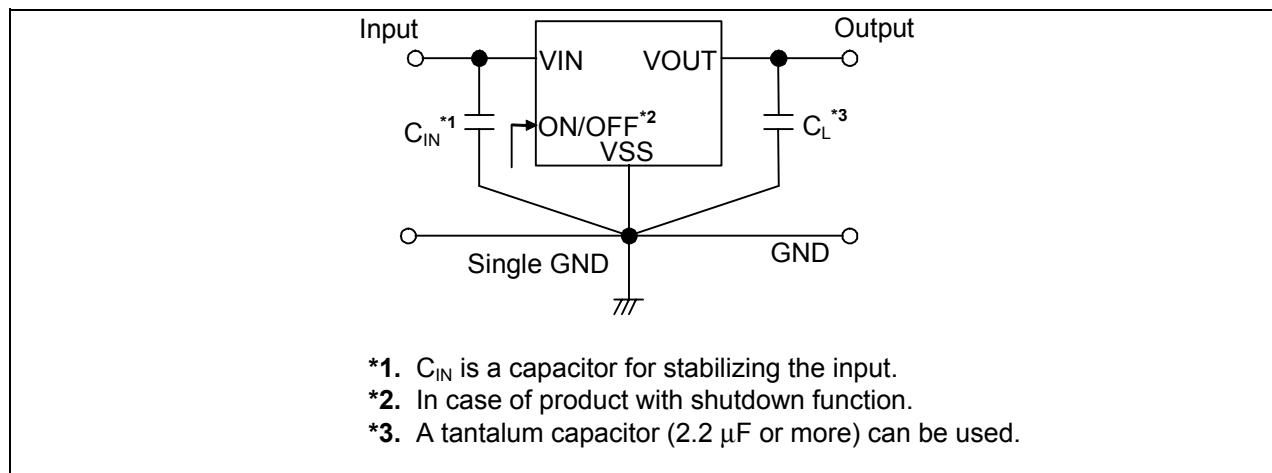 Input
Output
VIN
VOUT
C_IN*1
ON/OFF*2
C_L*3
VSS
Single GND
GND
*1. C_IN is a capacitor for stabilizing the input.
*2. In case of product with shutdown function.
*3. A tantalum capacitor (2.2 μF or more) can be used.